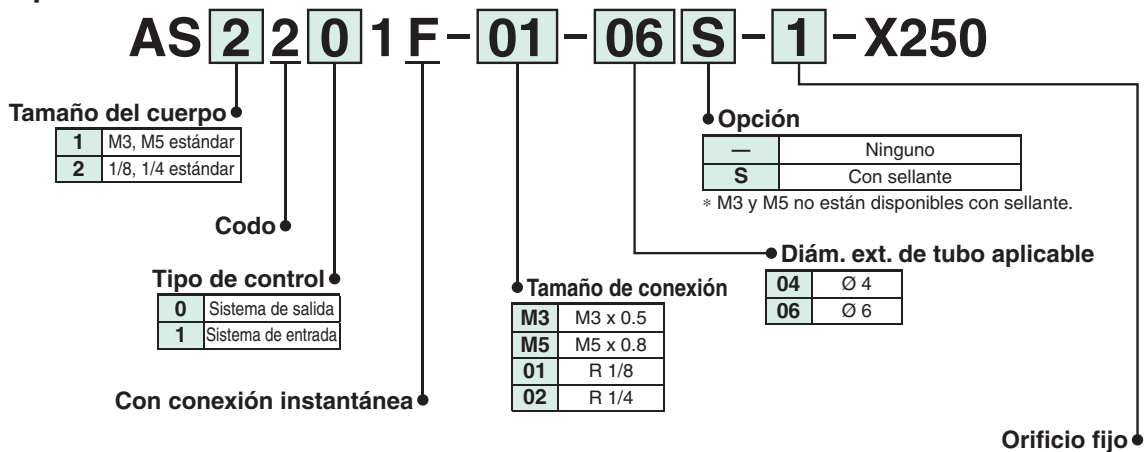 AS 2 2 0 1 F - 01 - 06 S - 1 - X250
Tamaño del cuerpo
1 M3, M5 estándar
2 1/8, 1/4 estándar
Codo
Tipo de control
0 Sistema de salida
1 Sistema de entrada
Con conexión instantánea
Tamaño de conexión
M3 M3 x 0.5
M5 M5 x 0.8
01 R 1/8
02 R 1/4
Opción
— Ninguno
S Con sellante
* M3 y M5 no están disponibles con sellante.
Diám. ext. de tubo aplicable
04 Ø 4
06 Ø 6
Orificio fijo